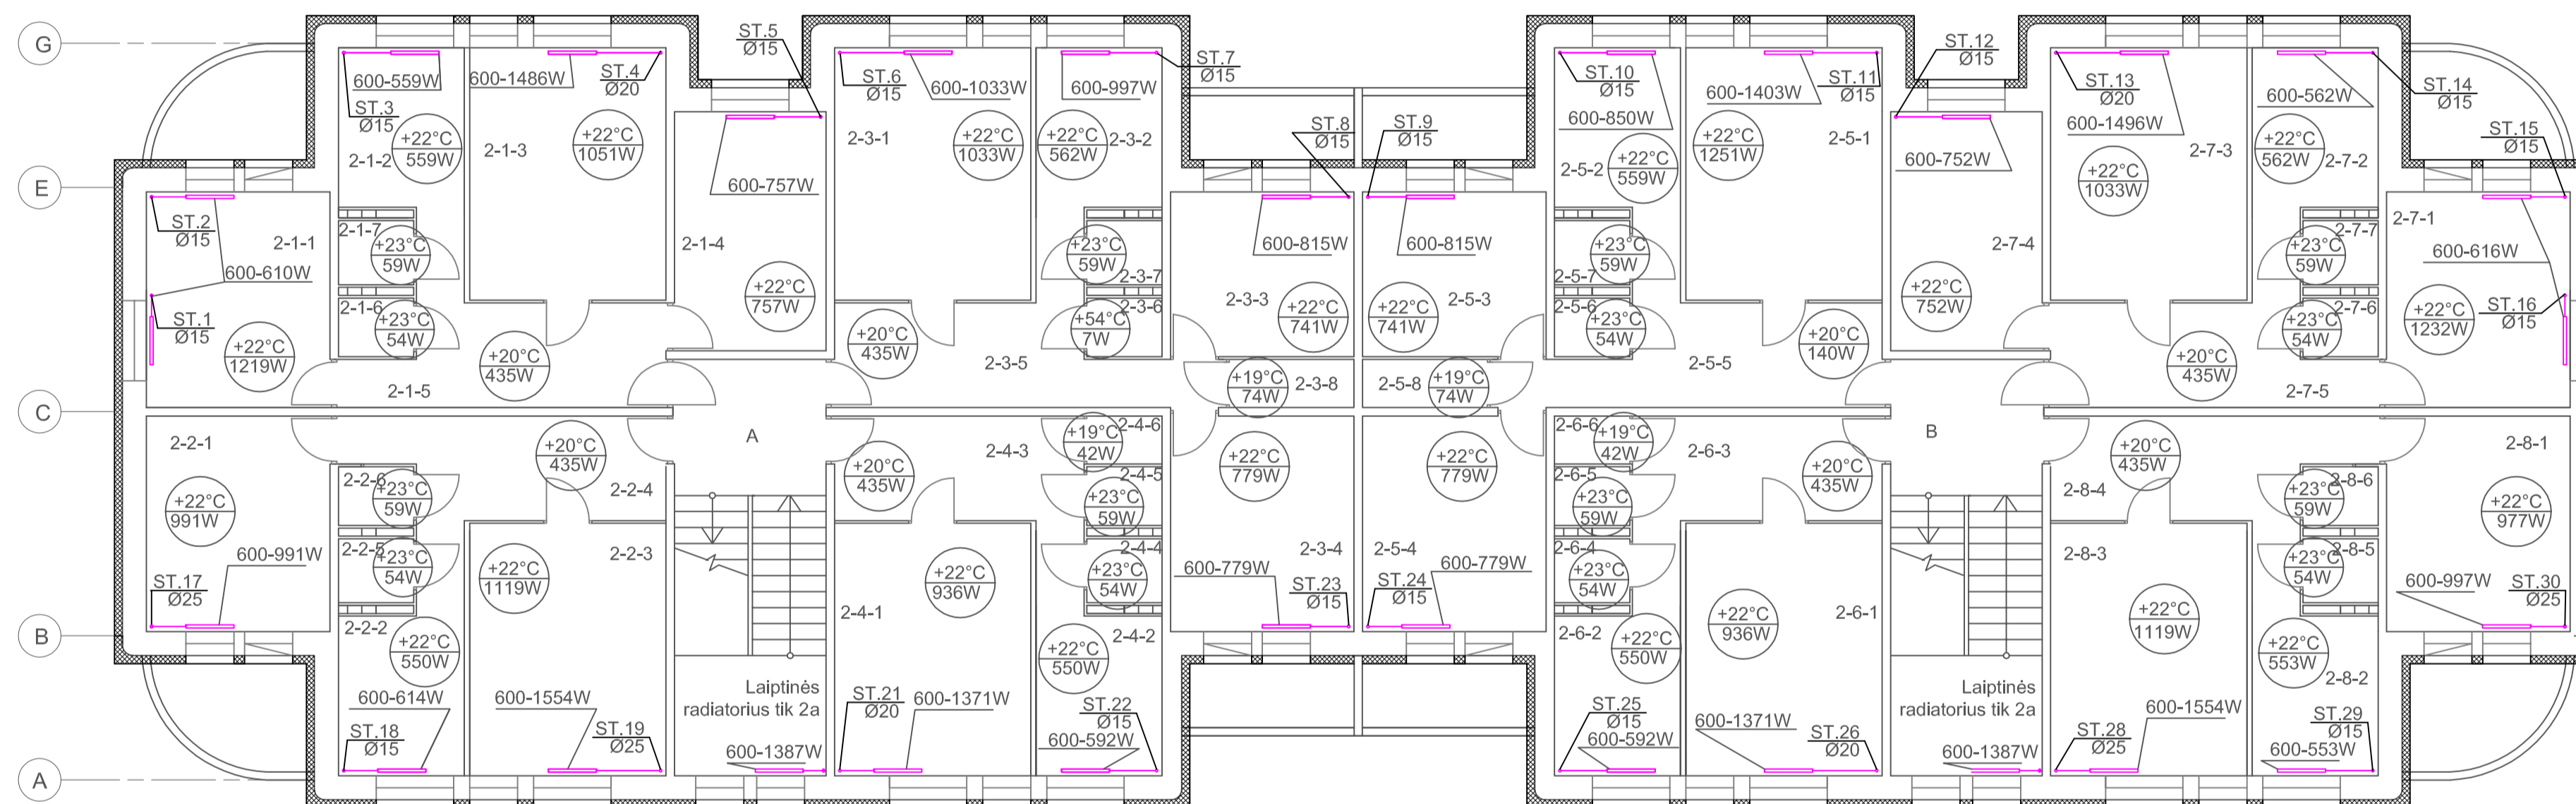 G
E
C
B
A
ST.3
Ø15
600-559W
+22°C
559W
2-1-2
600-1486W
ST.4
Ø20
+22°C
1051W
2-1-3
ST.5
Ø15
600-757W
2-1-4
+22°C
757W
ST.2
Ø15
2-1-1
600-610W
ST.1
Ø15
+22°C
1219W
2-1-7
+23°C
59W
2-1-6
+23°C
54W
+20°C
435W
2-1-5
ST.6
Ø15
600-1033W
2-3-1
+22°C
1033W
600-997W
ST.7
Ø15
+22°C
562W
2-3-2
+23°C
59W
2-3-7
+54°C
7W
2-3-6
+20°C
435W
2-3-5
ST.8
Ø15
600-815W
2-3-3
+22°C
741W
+19°C
74W
2-3-8
ST.9
Ø15
600-815W
2-5-3
+22°C
741W
2-5-8
+19°C
74W
ST.10
Ø15
600-850W
2-5-2
+22°C
559W
600-1403W
ST.11
Ø15
+22°C
1251W
2-5-1
2-5-7
+23°C
59W
2-5-6
+23°C
54W
2-5-5
+20°C
140W
ST.12
Ø15
600-752W
2-7-4
+22°C
752W
ST.13
Ø20
600-1496W
+22°C
1033W
2-7-3
600-562W
ST.14
Ø15
+22°C
562W
2-7-2
ST.15
Ø15
2-7-1
600-616W
ST.16
Ø15
+22°C
1232W
2-7-7
+23°C
59W
2-7-6
+23°C
54W
+20°C
435W
2-7-5
2-2-1
+22°C
991W
600-991W
ST.17
Ø25
2-2-6
+23°C
59W
2-2-5
+23°C
54W
2-2-2
+22°C
550W
600-614W
ST.18
Ø15
+20°C
435W
2-2-4
2-2-3
+22°C
1119W
600-1554W
ST.19
Ø25
A
Laiptinės
radiatorius tik 2a
600-1387W
+20°C
435W
2-4-3
+19°C
42W
2-4-6
2-4-5
+23°C
59W
2-4-4
+23°C
54W
2-4-1
+22°C
936W
ST.21
Ø20
600-1371W
2-4-2
+22°C
550W
ST.22
Ø15
600-592W
+22°C
779W
2-3-4
600-779W
ST.23
Ø15
+22°C
779W
2-5-4
600-779W
ST.24
Ø15
2-6-6
+19°C
42W
2-6-5
+23°C
59W
2-6-4
+23°C
54W
2-6-3
+20°C
435W
2-6-2
+22°C
550W
ST.25
Ø15
600-592W
+22°C
936W
2-6-1
600-1371W
ST.26
Ø20
B
Laiptinės
radiatorius tik 2a
600-1387W
+20°C
435W
2-8-4
2-8-3
+22°C
1119W
ST.28
Ø25
600-1554W
+23°C
59W
2-8-6
+23°C
54W
2-8-5
+22°C
553W
2-8-2
ST.29
Ø15
600-553W
2-8-1
+22°C
977W
600-997W
ST.30
Ø25